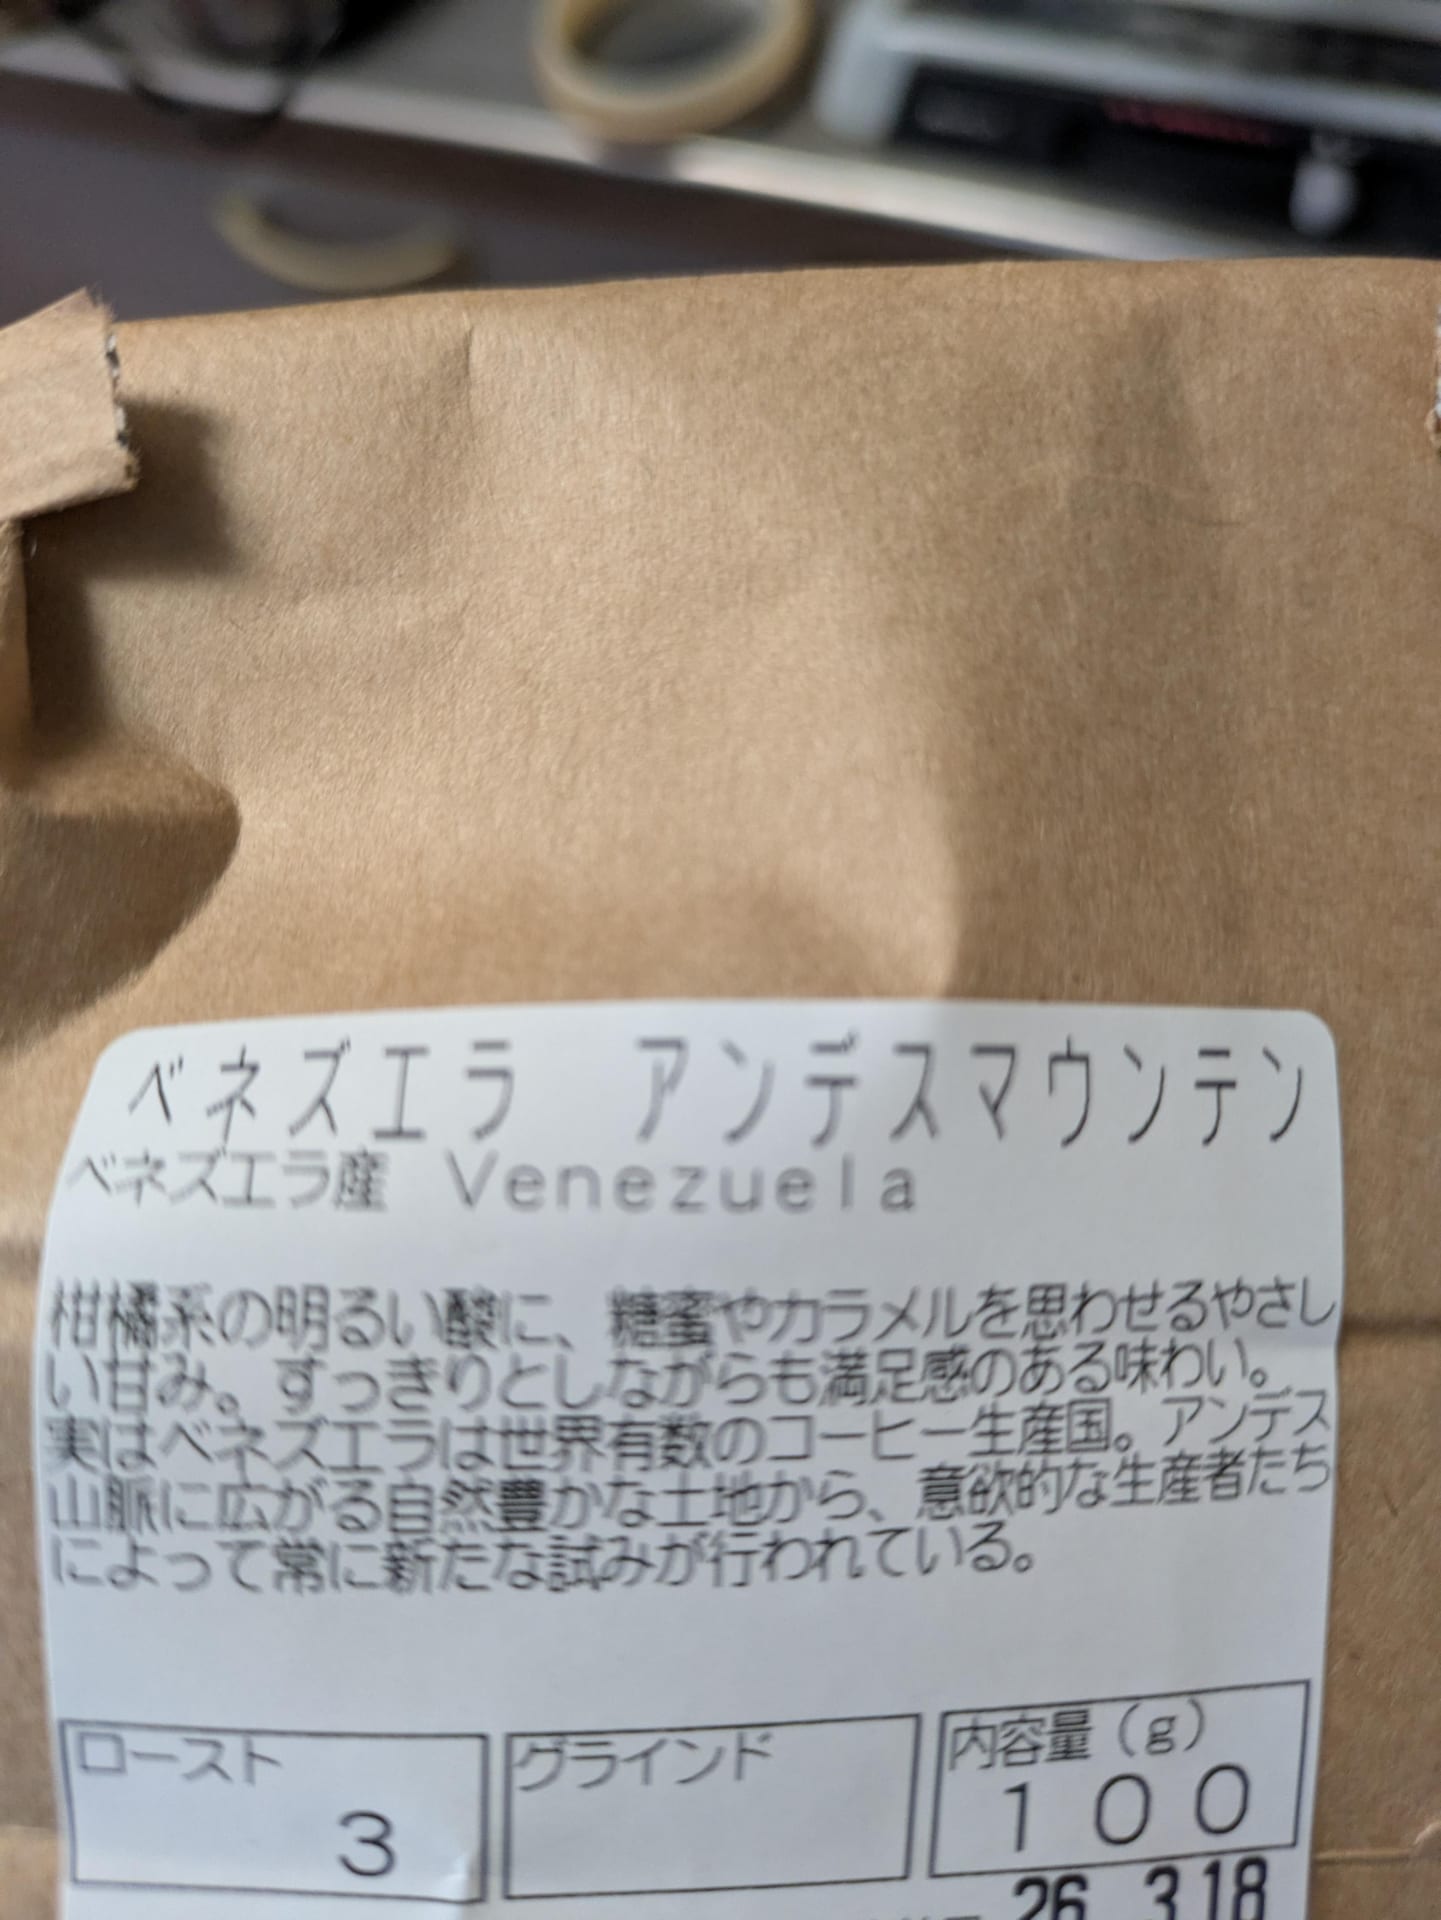 ベネズエラ　アンデスマウンテン
ベネズエラ産　Venezuela
柑橘系の明るい酸に、糖蜜やカラメルを思わせるやさし
い甘み。すっきりとしながらも満足感のある味わい。
実はベネズエラは世界有数のコーヒー生産国。アンデス
山脈に広がる自然豊かな土地から、意欲的な生産者たち
によって常に新たな試みが行われている。
ロースト
3
グラインド
内容量（g）
100
26 3.18